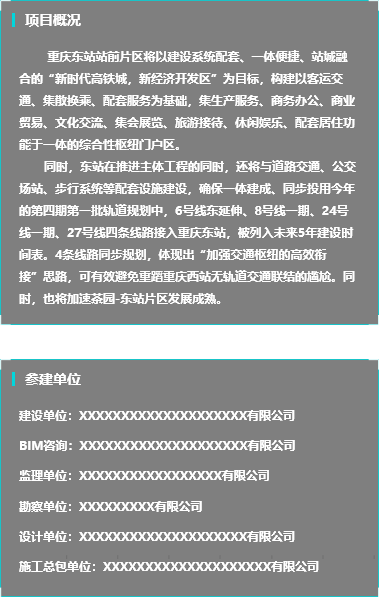 项目概况
重庆东站站前片区将以建设系统配套、一体便捷、站城融
合的“新时代高铁城，新经济开发区”为目标，构建以客运交
通、集散换乘、配套服务为基础，集生产服务、商务办公、商业
贸易、文化交流、集会展览、旅游接待、休闲娱乐、配套居住功
能于一体的综合性枢纽门户区。
同时，东站在推进主体工程的同时，还将与道路交通、公交
场站、步行系统等配套设施建设，确保一体建成、同步投用今年
的第四期第一批轨道规划中，6号线东延伸、8号线一期、24号
线一期、27号线四条线路接入重庆东站，被列入未来5年建设时
间表。4条线路同步规划，体现出“加强交通枢纽的高效衔
接”思路，可有效避免重蹈重庆西站无轨道交通联结的尴尬。同
时，也将加速茶园-东站片区发展成熟。
参建单位
建设单位：XXXXXXXXXXXXXXXXXXXX有限公司
BIM咨询：XXXXXXXXXXXXXXXXXXXX有限公司
监理单位：XXXXXXXXXXXXXXXXX有限公司
勘察单位：XXXXXXXXX有限公司
设计单位：XXXXXXXXXXXXXXXXXXXX有限公司
施工总包单位：XXXXXXXXXXXXXXXXXXXX有限公司